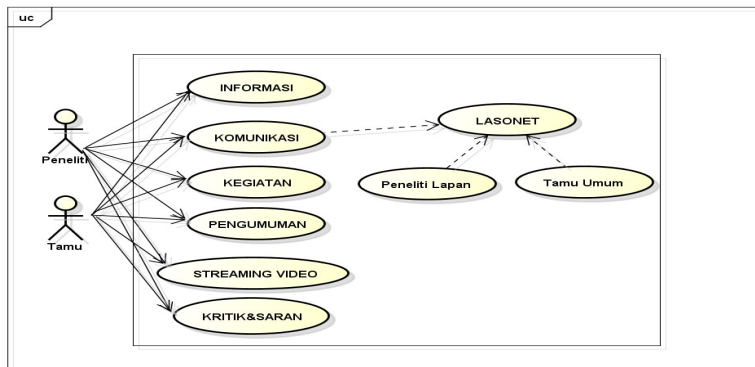 uc
INFORMASI
LASONET
KOMUNIKASI
Peneliti
KEGIATAN
Peneliti Lapan
Tamu Umum
PENGUMUMAN
Tamu
STREAMING VIDEO
KRITIK&SARAN